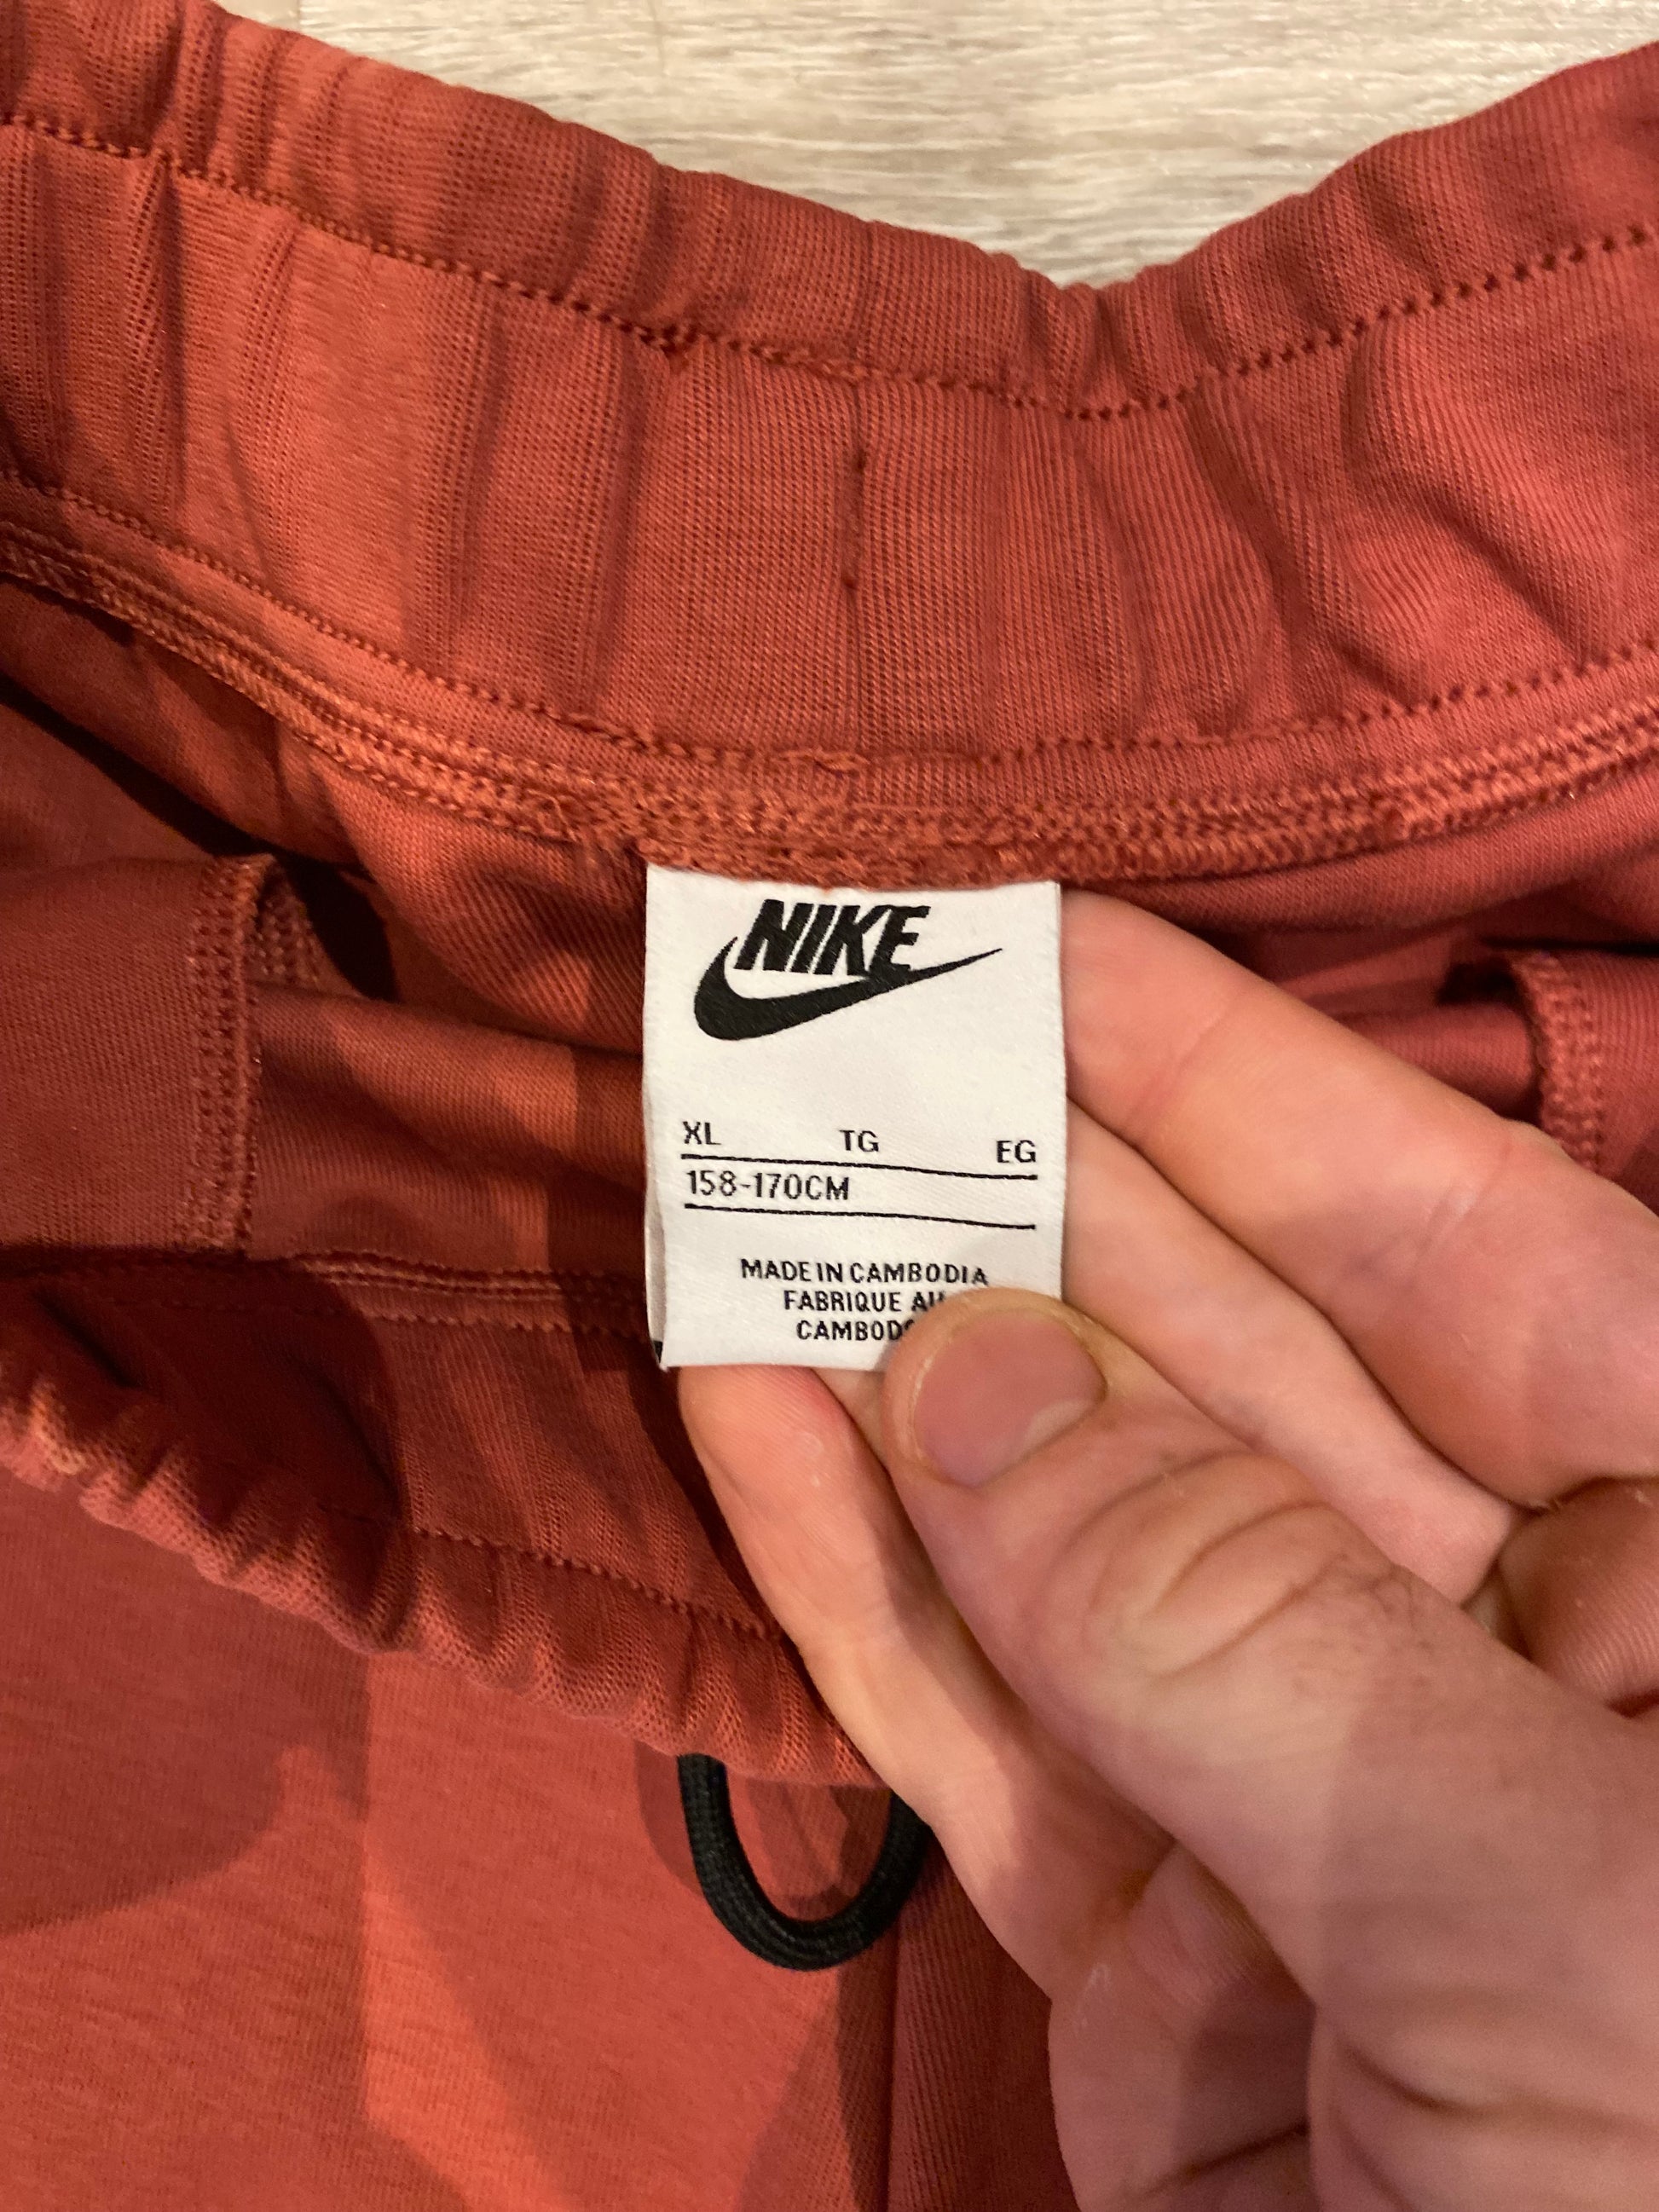 NIKE
XL TG EG
158-170CM
MADE IN CAMBODIA
FABRIQUE AU